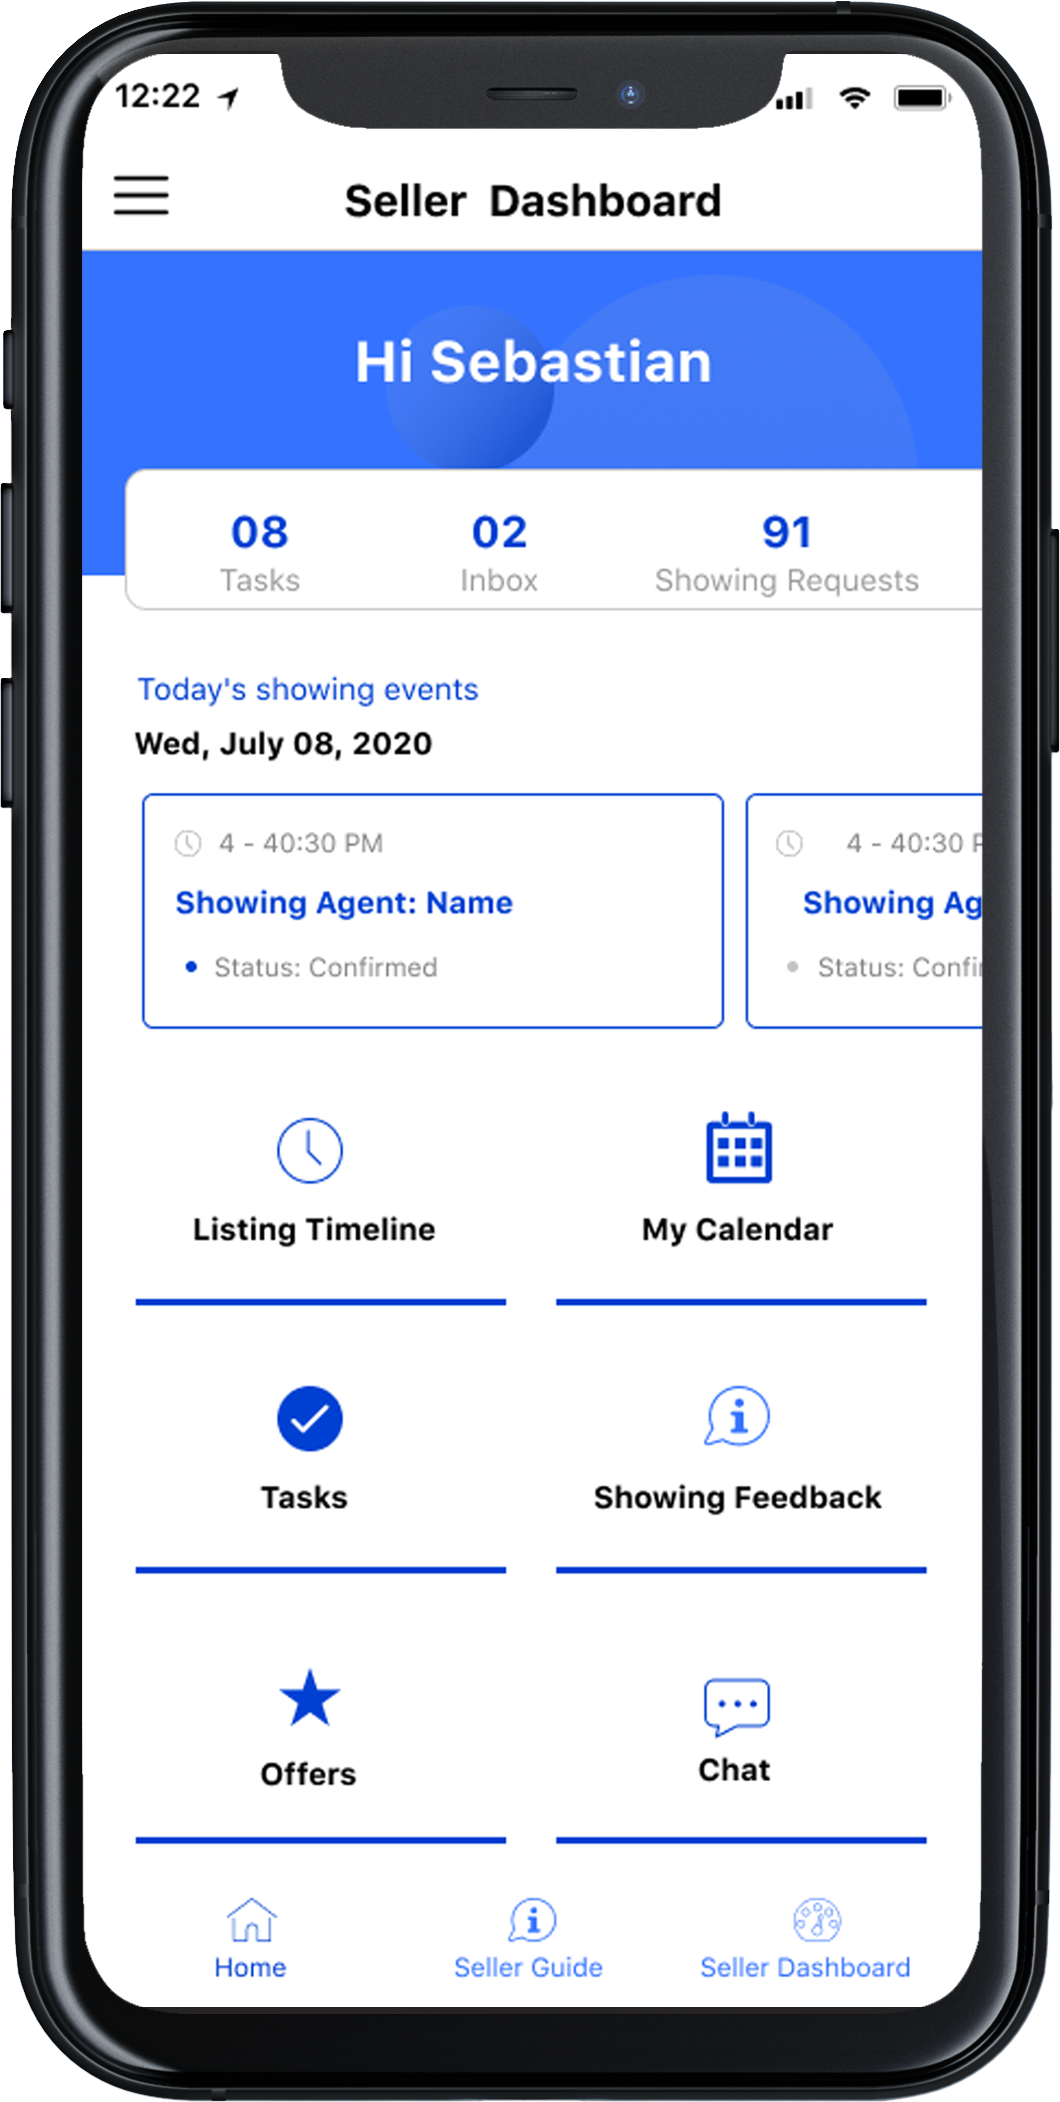 12:22
Seller Dashboard
Hi Sebastian
08 02 91
Tasks Inbox Showing Requests
Today's showing events
Wed, July 08, 2020
4 - 40:30 PM 4 - 40:30 P
Showing Agent: Name Showing Ag
Status: Confirmed Status: Confi
Listing Timeline My Calendar
Tasks Showing Feedback
Offers Chat
Home Seller Guide Seller Dashboard